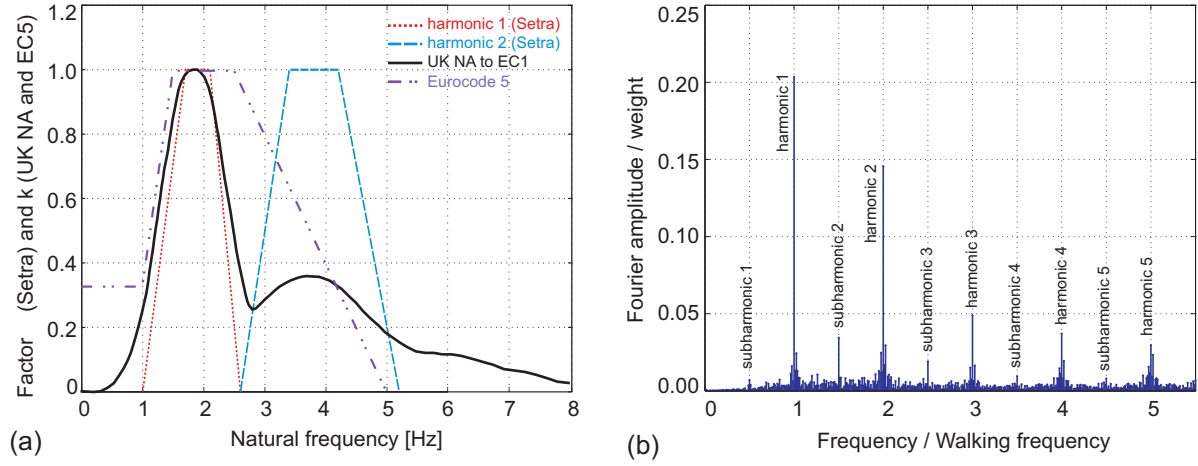 Factor (Setra) and k (UK NA and EC5)
1.2
1.0
0.8
0.6
0.4
0.2
0
harmonic 1 (Setra)
harmonic 2 (Setra)
UK NA to EC1
Eurocode 5
0 1 2 3 4 5 6 7 8
Natural frequency [Hz]
(a)
Fourier amplitude / weight
0.20
0.15
0.10
0.05
0.00
subharmonic 1
harmonic 1
subharmonic 2
harmonic 2
subharmonic 3
harmonic 3
subharmonic 4
harmonic 4
subharmonic 5
harmonic 5
0 1 2 3 4 5
Frequency / Walking frequency
(b)